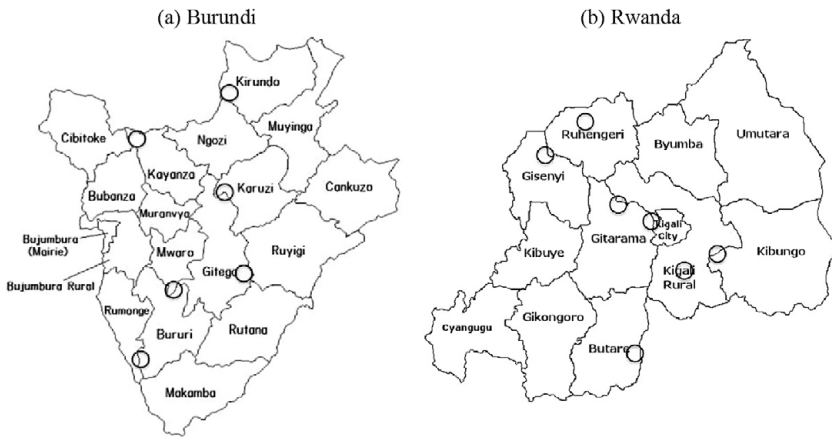 (a) Burundi
(b) Rwanda
Kirundo
Cibitoke
Ngozi
Muyinga
Kayanza
Bubanza
Karuzi
Cankuzo
Muranvya
Bujumbura
(Mairie)
Mwaro
Ruyigi
Gitega
Bujumbura Rural
Rumonge
Bururi
Rutana
Makamba
Ruhengeri
Byumba
Umutara
Gisenyi
Kigali
City
Gitarama
Kibuye
Kibungo
Kigali
Rural
Cyangugu
Gikongoro
Butare